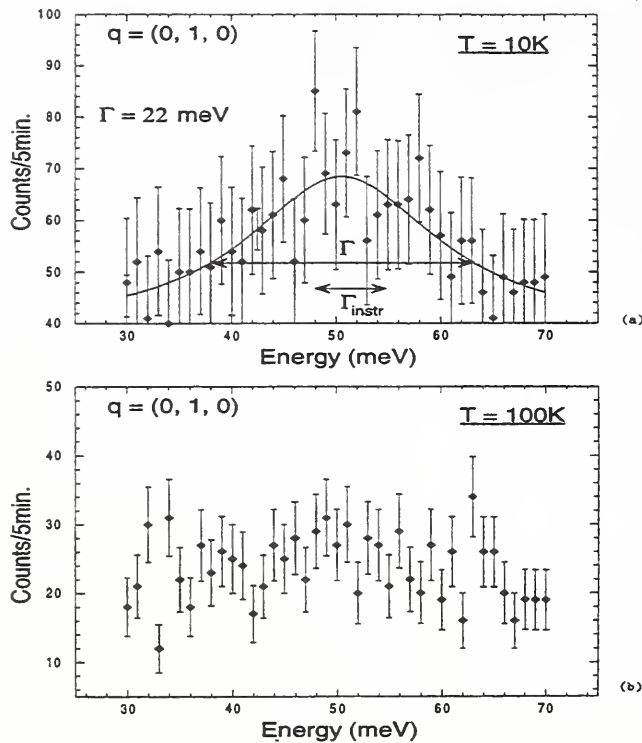 100
90
80
70
60
50
40
Counts/5min.
q = (0, 1, 0)
T = 10K
Γ = 22 meV
Γ
Γinstr
30 40 50 60 70
Energy (meV)
(a)
50
40
30
20
10
Counts/5min.
q = (0, 1, 0)
T = 100K
30 40 50 60 70
Energy (meV)
(b)